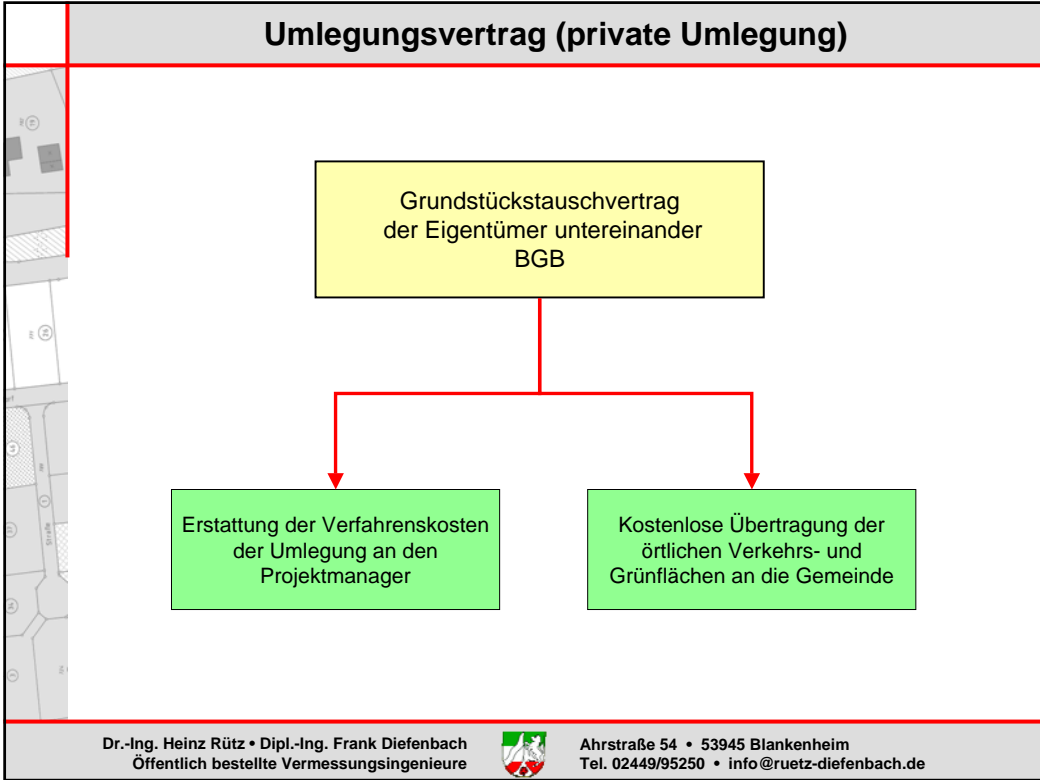 Umlegungsvertrag (private Umlegung)
Grundstückstauschvertrag
der Eigentümer untereinander
BGB
Erstattung der Verfahrenskosten
der Umlegung an den
Projektmanager
Kostenlose Übertragung der
örtlichen Verkehrs- und
Grünflächen an die Gemeinde
Straße
Dr.-Ing. Heinz Rütz • Dipl.-Ing. Frank Diefenbach
Öffentlich bestellte Vermessungsingenieure
Ahrstraße 54 • 53945 Blankenheim
Tel. 02449/95250 • info@ruetz-diefenbach.de